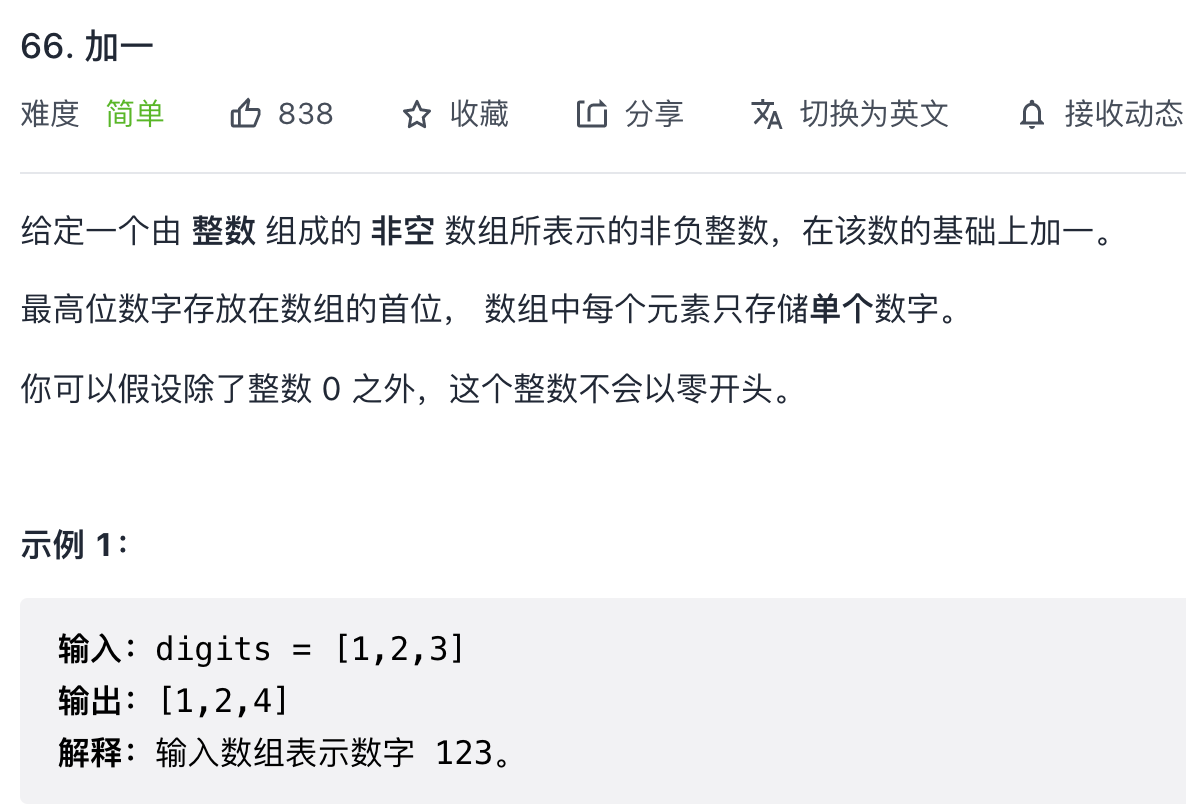 66. 加一
难度 简单 838 收藏 分享 切换为英文 接收动态
给定一个由 整数 组成的 非空 数组所表示的非负整数，在该数的基础上加一。
最高位数字存放在数组的首位， 数组中每个元素只存储单个数字。
你可以假设除了整数 0 之外，这个整数不会以零开头。
示例 1：
输入：digits = [1,2,3]
输出：[1,2,4]
解释：输入数组表示数字 123。